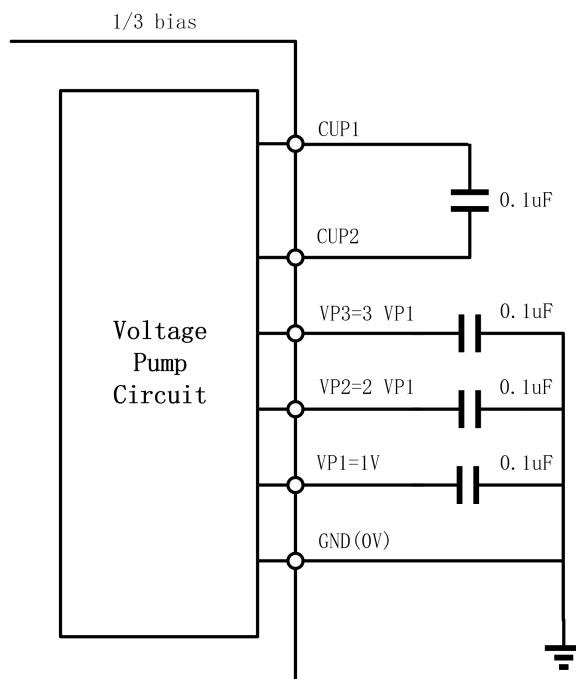 1/3 bias
CUP1
0.1uF
CUP2
VP3=3 VP1
0.1uF
Voltage
Pump
Circuit
VP2=2 VP1
0.1uF
VP1=1V
0.1uF
GND(0V)